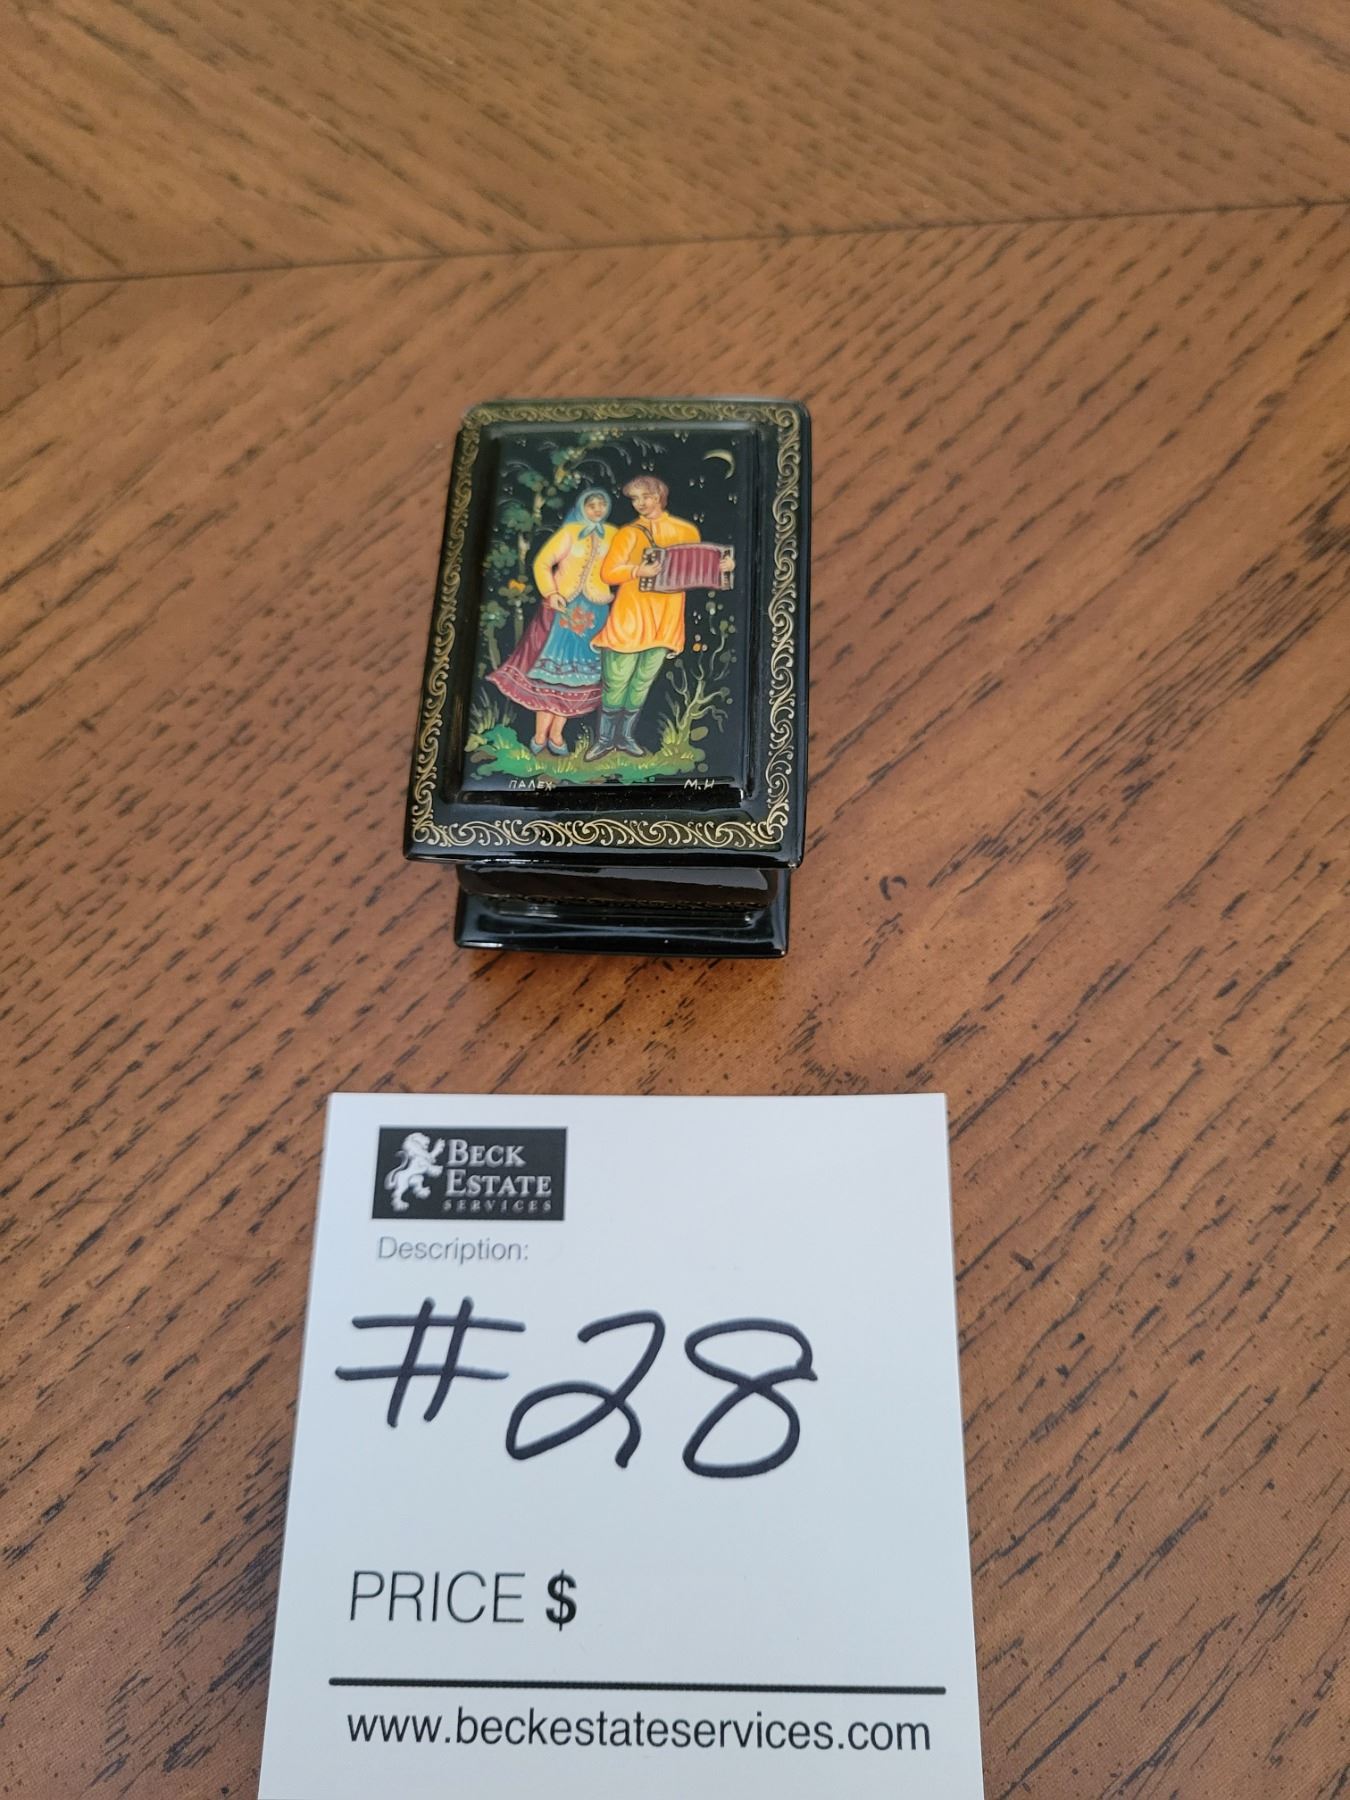 ПАЛЕХ М.И
BECK
ESTATE
SERVICES
Description:
#28
PRICE $
www.beckestateservices.com